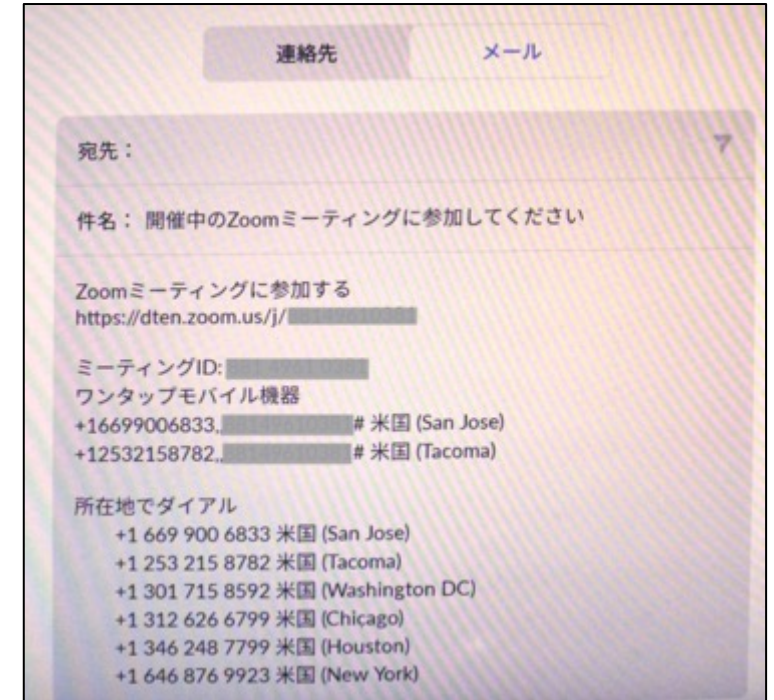 連絡先
メール
宛先：
件名： 開催中のZoomミーティングに参加してください
Zoomミーティングに参加する
https://dten.zoom.us/j/
ミーティングID:
ワンタップモバイル機器
+16699006833,,# 米国 (San Jose)
+12532158782,,# 米国 (Tacoma)
所在地でダイアル
+1 669 900 6833 米国 (San Jose)
+1 253 215 8782 米国 (Tacoma)
+1 301 715 8592 米国 (Washington DC)
+1 312 626 6799 米国 (Chicago)
+1 346 248 7799 米国 (Houston)
+1 646 876 9923 米国 (New York)